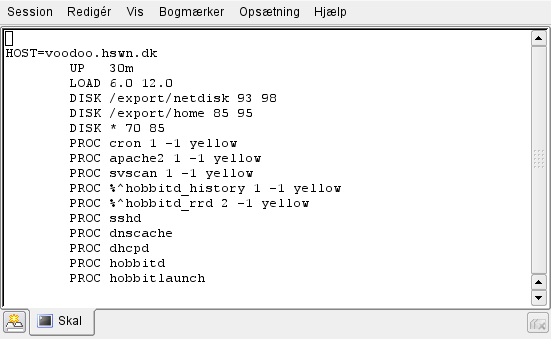 Session Redigér Vis Bogmærker Opsætning Hjælp
HOST=voodoo.hswn.dk
UP 30m
LOAD 6.0 12.0
DISK /export/netdisk 93 98
DISK /export/home 85 95
DISK * 70 85
PROC cron 1 -1 yellow
PROC apache2 1 -1 yellow
PROC svscan 1 -1 yellow
PROC %^hobbitd_history 1 -1 yellow
PROC %^hobbitd_rrd 2 -1 yellow
PROC sshd
PROC dnscache
PROC dhcpd
PROC hobbitd
PROC hobbitlaunch
Skal